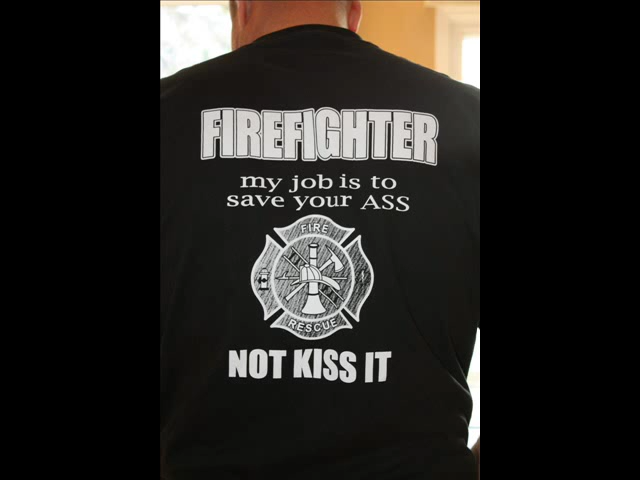 FIREFIGHTER
my job is to
save your ASS
FIRE
RESCUE
NOT KISS IT